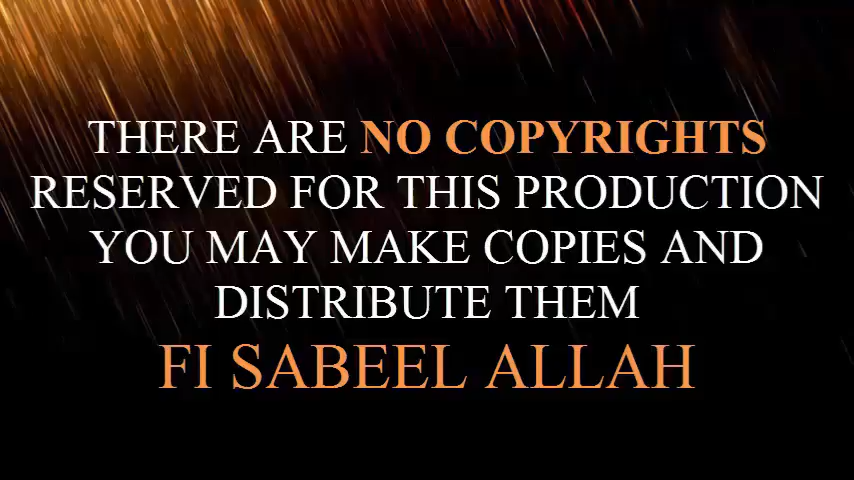 THERE ARE NO COPYRIGHTS
RESERVED FOR THIS PRODUCTION
YOU MAY MAKE COPIES AND
DISTRIBUTE THEM
FI SABEEL ALLAH